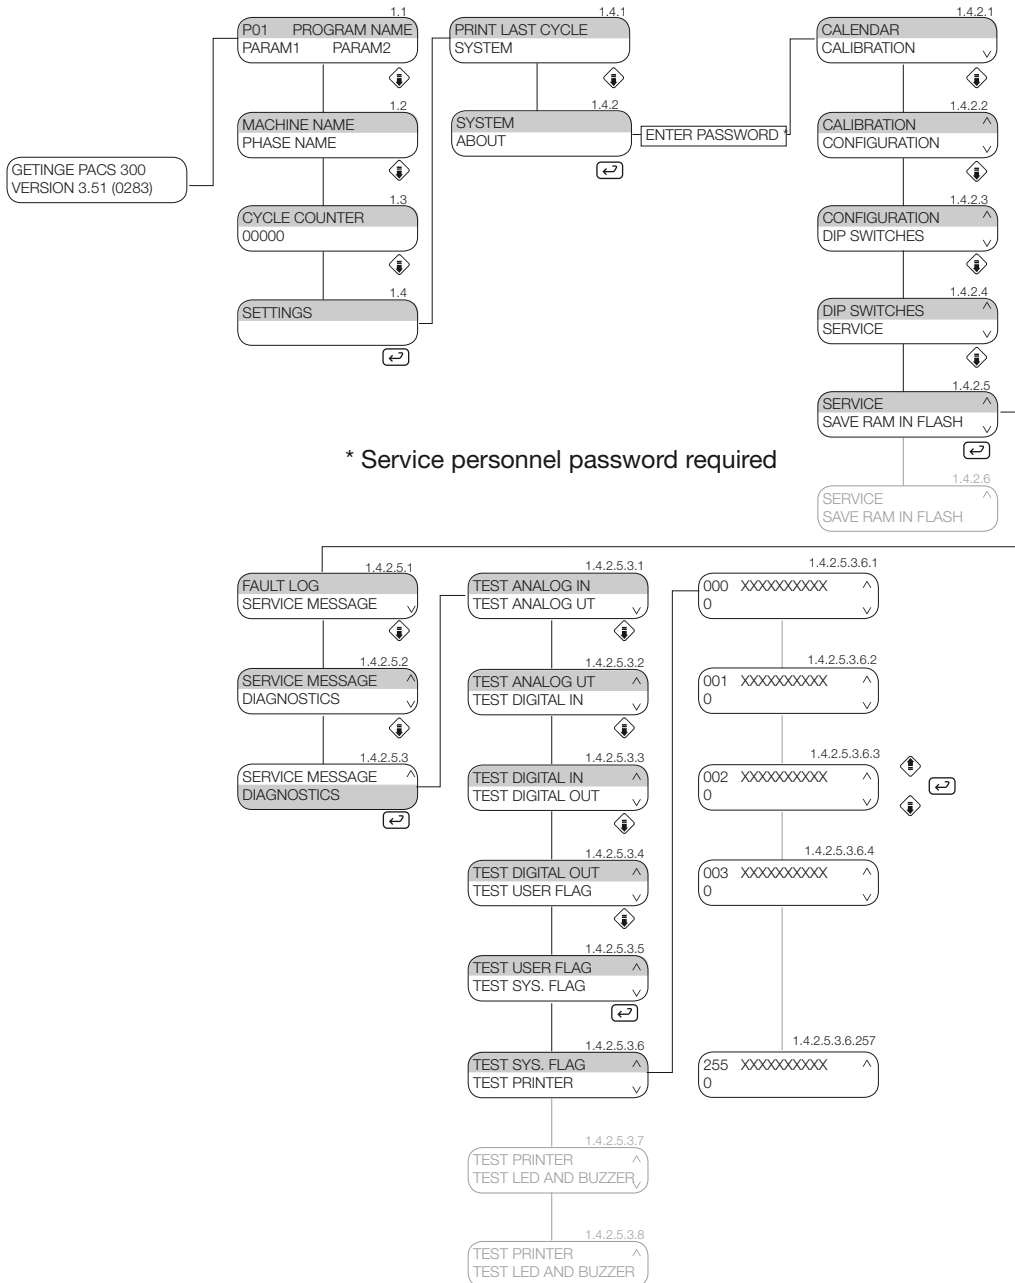 GETINGE PACS 300
VERSION 3.51 (0283)
1.1
P01 PROGRAM NAME
PARAM1 PARAM2
1.2
MACHINE NAME
PHASE NAME
1.3
CYCLE COUNTER
00000
1.4
SETTINGS
1.4.1
PRINT LAST CYCLE
SYSTEM
1.4.2
SYSTEM
ABOUT
ENTER PASSWORD *
1.4.2.1
CALENDAR
CALIBRATION
1.4.2.2
CALIBRATION
CONFIGURATION
1.4.2.3
CONFIGURATION
DIP SWITCHES
1.4.2.4
DIP SWITCHES
SERVICE
1.4.2.5
SERVICE
SAVE RAM IN FLASH
1.4.2.6
SERVICE
SAVE RAM IN FLASH
* Service personnel password required
1.4.2.5.1
FAULT LOG
SERVICE MESSAGE
1.4.2.5.2
SERVICE MESSAGE
DIAGNOSTICS
1.4.2.5.3
SERVICE MESSAGE
DIAGNOSTICS
1.4.2.5.3.1
TEST ANALOG IN
TEST ANALOG UT
1.4.2.5.3.2
TEST ANALOG UT
TEST DIGITAL IN
1.4.2.5.3.3
TEST DIGITAL IN
TEST DIGITAL OUT
1.4.2.5.3.4
TEST DIGITAL OUT
TEST USER FLAG
1.4.2.5.3.5
TEST USER FLAG
TEST SYS. FLAG
1.4.2.5.3.6
TEST SYS. FLAG
TEST PRINTER
1.4.2.5.3.7
TEST PRINTER
TEST LED AND BUZZER
1.4.2.5.3.8
TEST PRINTER
TEST LED AND BUZZER
1.4.2.5.3.6.1
000 XXXXXXXXXX
0
1.4.2.5.3.6.2
001 XXXXXXXXXX
0
1.4.2.5.3.6.3
002 XXXXXXXXXX
0
1.4.2.5.3.6.4
003 XXXXXXXXXX
0
1.4.2.5.3.6.257
255 XXXXXXXXXX
0